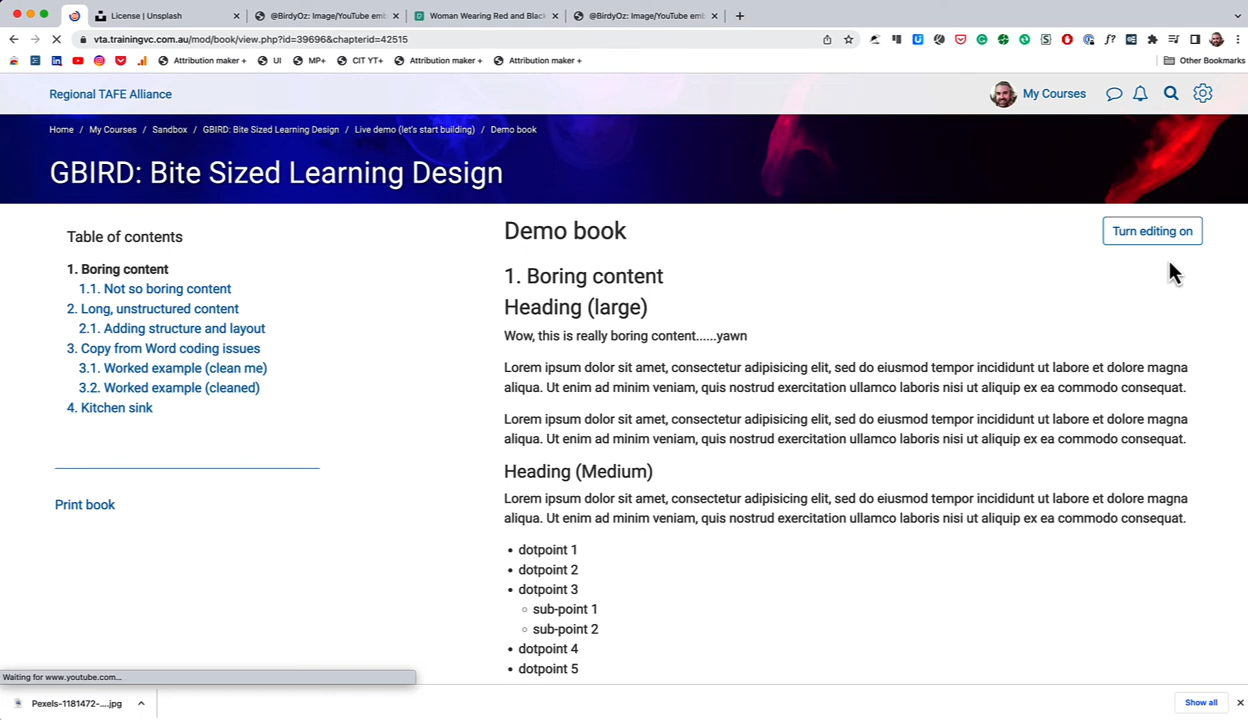 License | Unsplash
@BirdyOz: Image/YouTube emb
Woman Wearing Red and Black
@BirdyOz: Image/YouTube emb
vta.trainingvc.com.au/mod/book/view.php?id=39696&chapterid=42515
Attribution maker +
UI
MP+
CIT YT+
Attribution maker +
Attribution maker +
Other Bookmarks
Regional TAFE Alliance
My Courses
Home / My Courses / Sandbox / GBIRD: Bite Sized Learning Design / Live demo (let's start building) / Demo book
GBIRD: Bite Sized Learning Design
Table of contents
1. Boring content
1.1. Not so boring content
2. Long, unstructured content
2.1. Adding structure and layout
3. Copy from Word coding issues
3.1. Worked example (clean me)
3.2. Worked example (cleaned)
4. Kitchen sink
Print book
Demo book
Turn editing on
1. Boring content
Heading (large)
Wow, this is really boring content......yawn
Lorem ipsum dolor sit amet, consectetur adipisicing elit, sed do eiusmod tempor incididunt ut labore et dolore magna
aliqua. Ut enim ad minim veniam, quis nostrud exercitation ullamco laboris nisi ut aliquip ex ea commodo consequat.
Lorem ipsum dolor sit amet, consectetur adipisicing elit, sed do eiusmod tempor incididunt ut labore et dolore magna
aliqua. Ut enim ad minim veniam, quis nostrud exercitation ullamco laboris nisi ut aliquip ex ea commodo consequat.
Heading (Medium)
Lorem ipsum dolor sit amet, consectetur adipisicing elit, sed do eiusmod tempor incididunt ut labore et dolore magna
aliqua. Ut enim ad minim veniam, quis nostrud exercitation ullamco laboris nisi ut aliquip ex ea commodo consequat.
• dotpoint 1
• dotpoint 2
• dotpoint 3
○ sub-point 1
○ sub-point 2
• dotpoint 4
• dotpoint 5
Waiting for www.youtube.com...
Pexels-1181472-....jpg
Show all